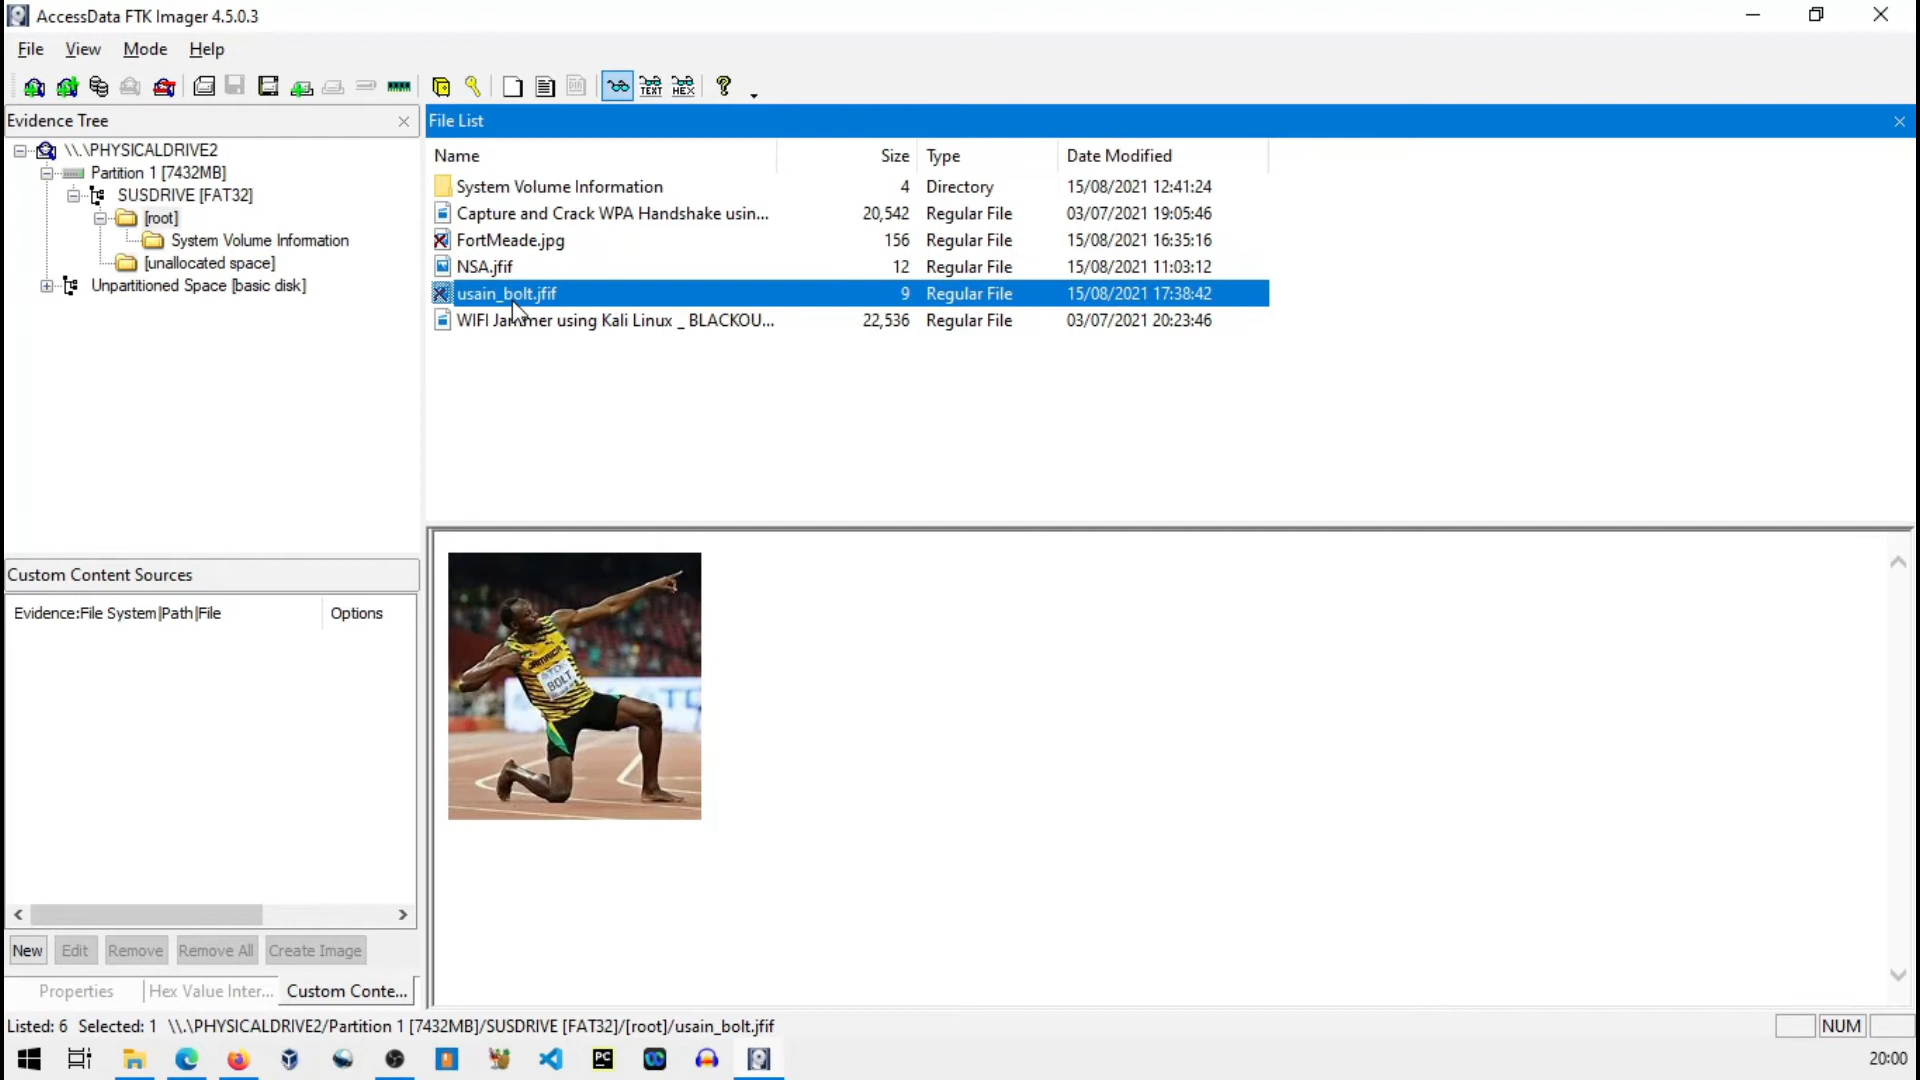 AccessData FTK Imager 4.5.0.3
File View Mode Help
TEXT HEX ?
Evidence Tree
\\.\PHYSICALDRIVE2
Partition 1 [7432MB]
SUSDRIVE [FAT32]
[root]
System Volume Information
[unallocated space]
Unpartitioned Space [basic disk]
File List
Name Size Type Date Modified
System Volume Information 4 Directory 15/08/2021 12:41:24
Capture and Crack WPA Handshake usin... 20,542 Regular File 03/07/2021 19:05:46
FortMeade.jpg 156 Regular File 15/08/2021 16:35:16
NSA.jfif 12 Regular File 15/08/2021 11:03:12
usain_bolt.jfif 9 Regular File 15/08/2021 17:38:42
WIFI Jammer using Kali Linux _ BLACKOU... 22,536 Regular File 03/07/2021 20:23:46
JAMAICA
BOLT
Custom Content Sources
Evidence:File System|Path|File Options
New Edit Remove Remove All Create Image
Properties Hex Value Inter... Custom Conte...
Listed: 6 Selected: 1 \\.\PHYSICALDRIVE2/Partition 1 [7432MB]/SUSDRIVE [FAT32]/[root]/usain_bolt.jfif
NUM
PC
20:00